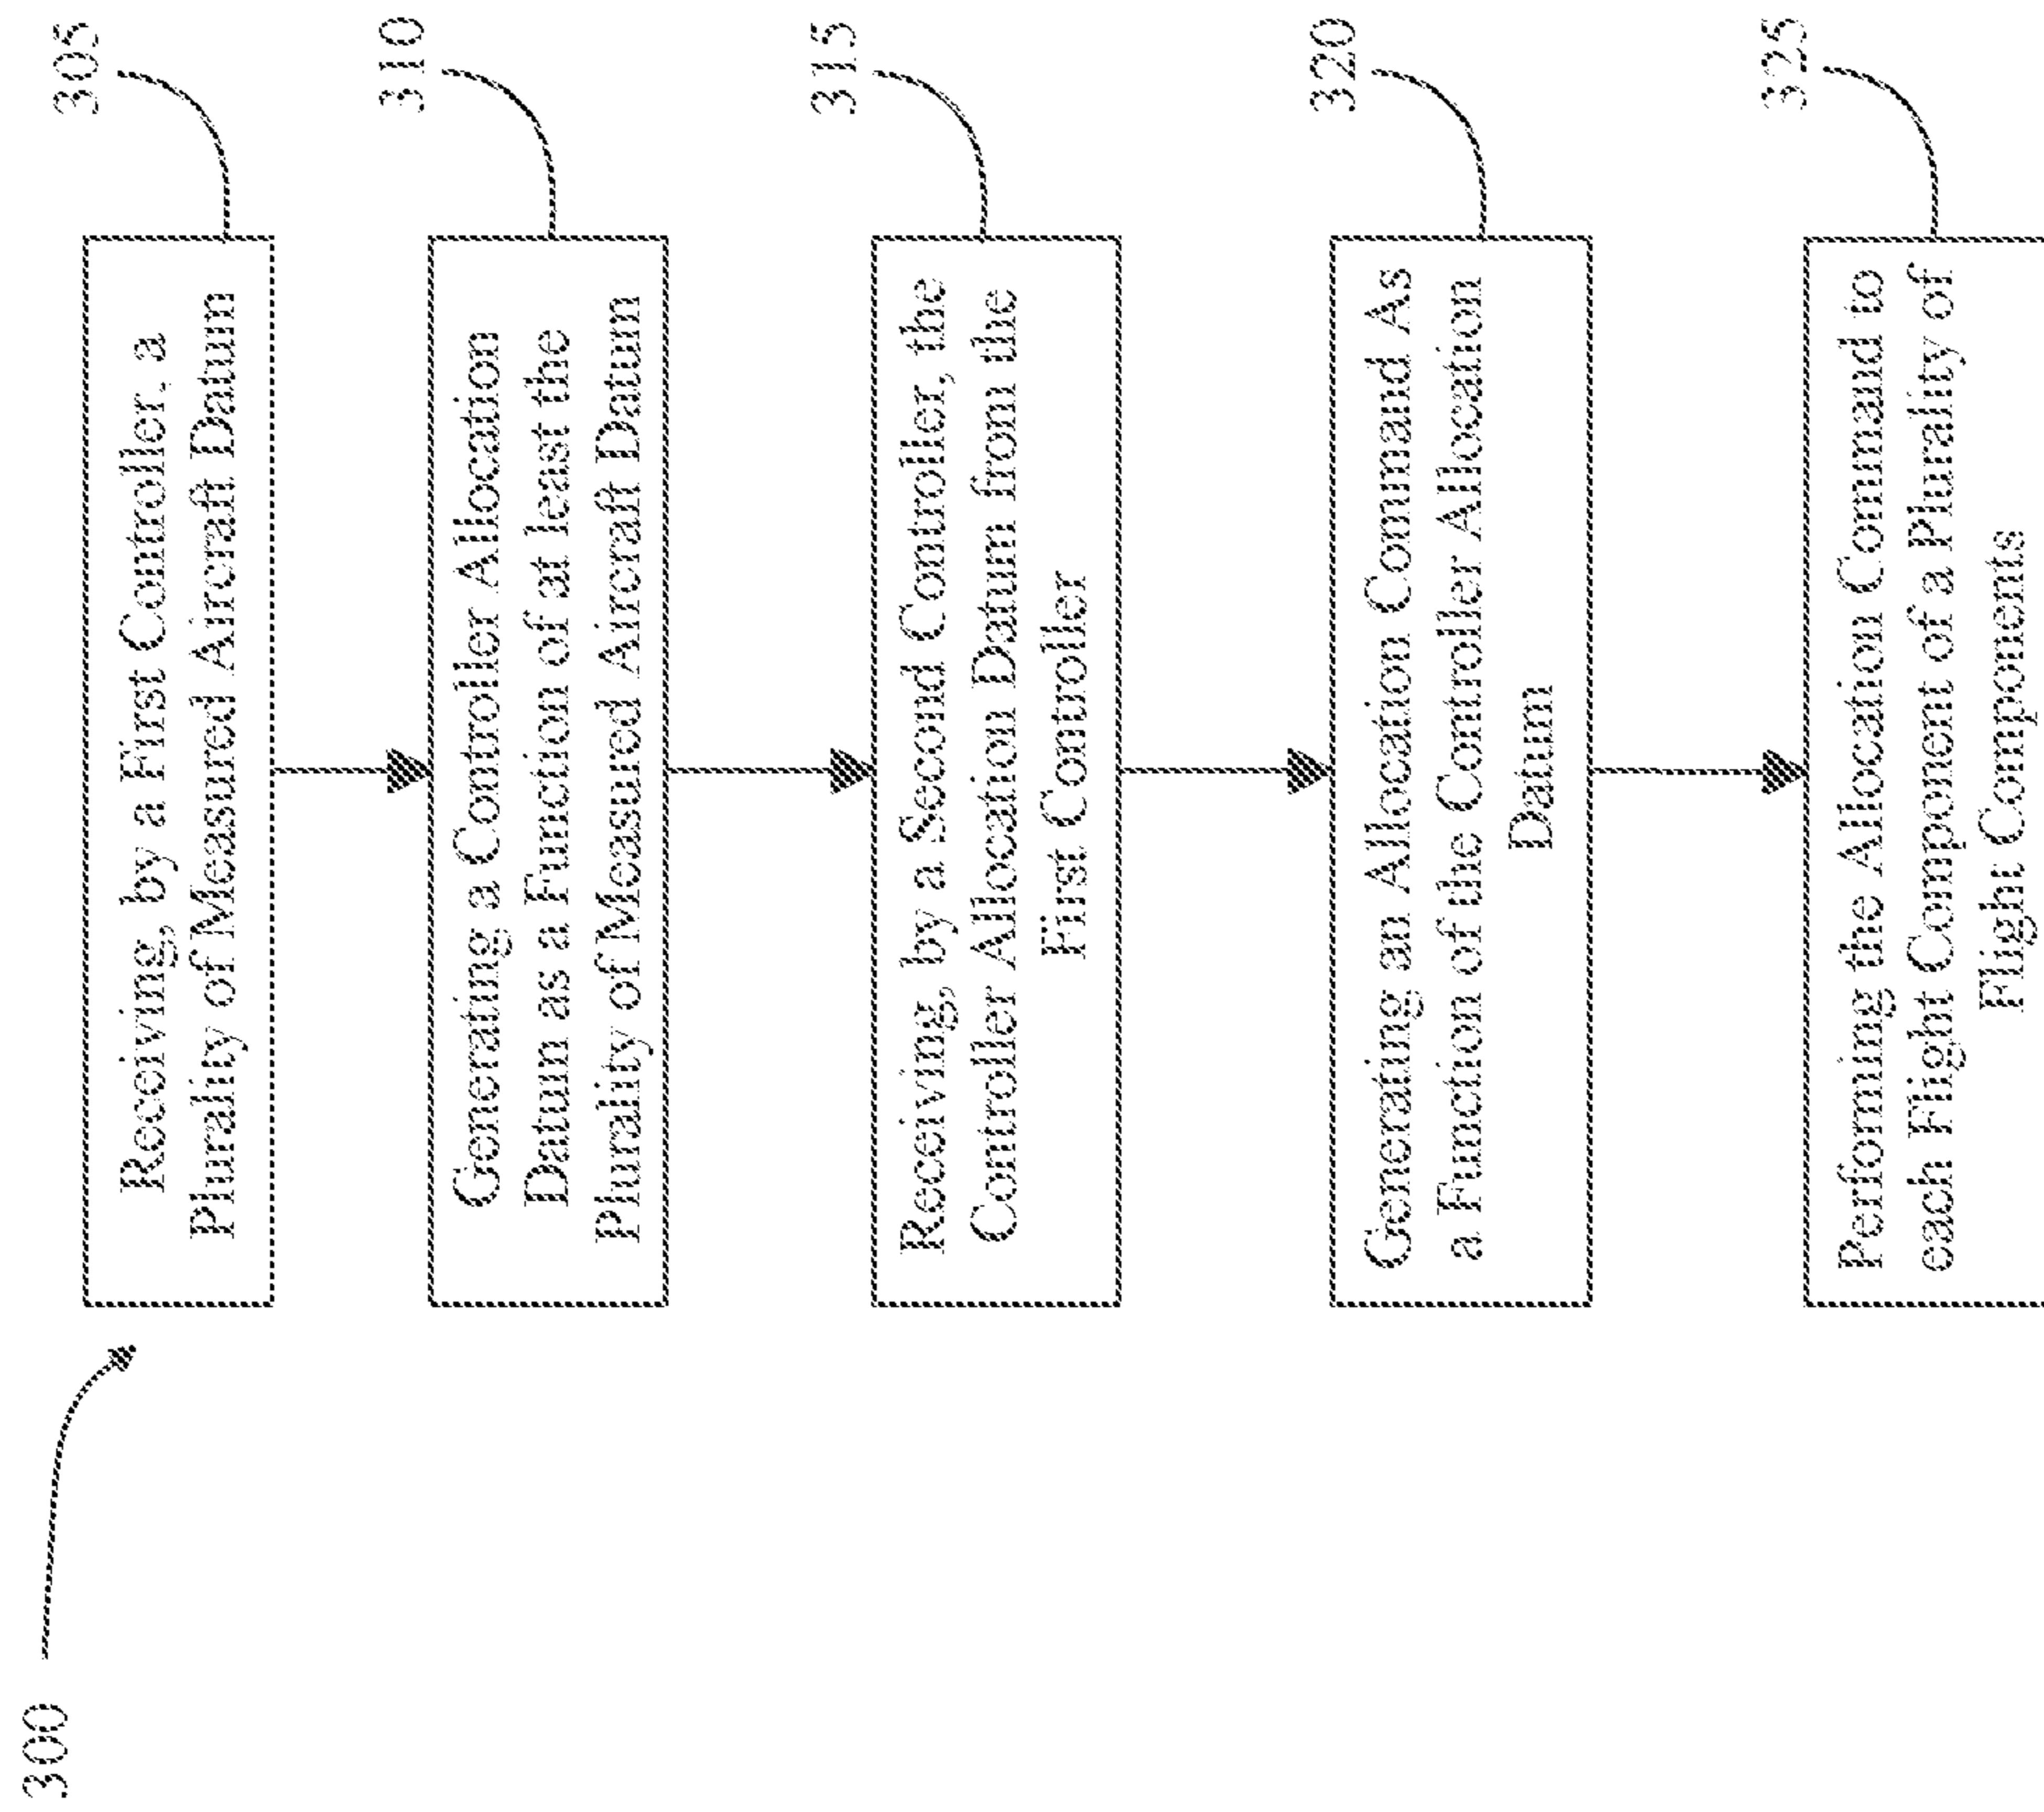 300
305
Receiving, by a First Controller, a
Plurality of Measured Aircraft Datum
310
Generating a Controller Allocation
Datum as a Function of at least the
Plurality of Measured Aircraft Datum
315
Receiving, by a Second Controller, the
Controller Allocation Datum from the
First Controller
320
Generating an Allocation Command As
a Function of the Controller Allocation
Datum
325
Performing the Allocation Command to
each Flight Component of a Plurality of
Flight Components